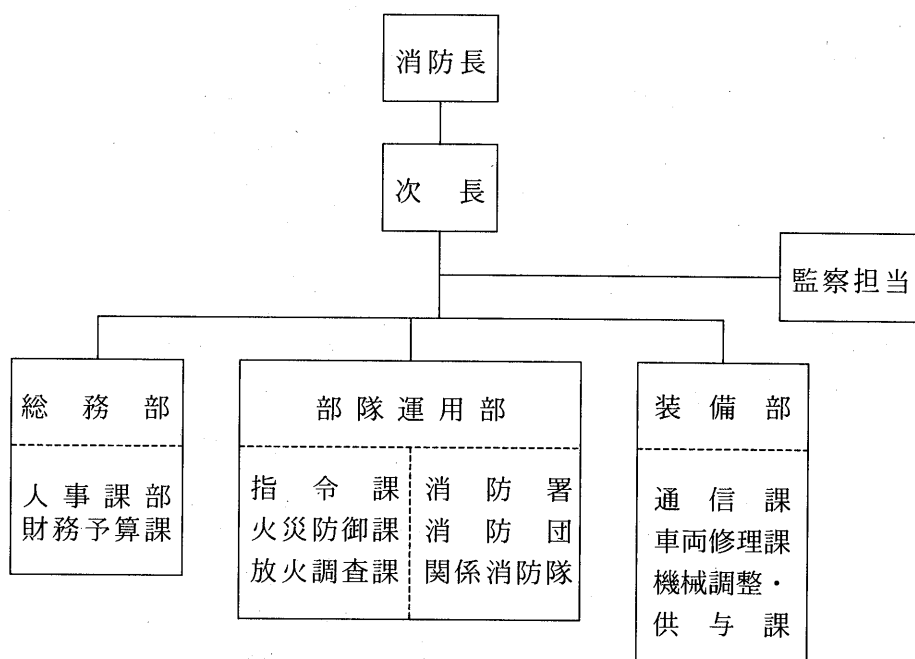 消防長
次長
監察担当
総務部
人事課部
財務予算課
部隊運用部
指令課
火災防御課
放火調査課
消防署
消防団
関係消防隊
装備部
通信課
車両修理課
機械調整・
供与課